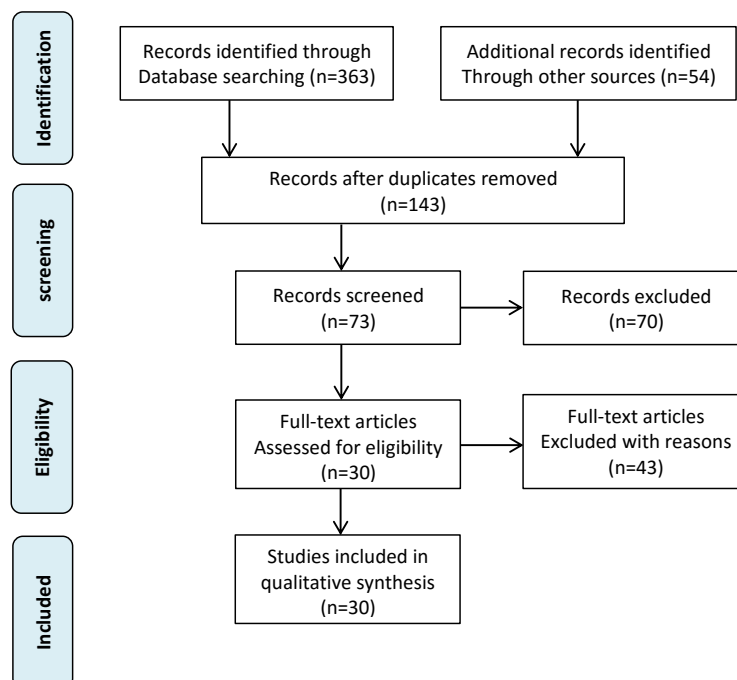 Identification
Records identified through
Database searching (n=363)
Additional records identified
Through other sources (n=54)
Records after duplicates removed
(n=143)
screening
Records screened
(n=73)
Records excluded
(n=70)
Eligibility
Full-text articles
Assessed for eligibility
(n=30)
Full-text articles
Excluded with reasons
(n=43)
Included
Studies included in
qualitative synthesis
(n=30)